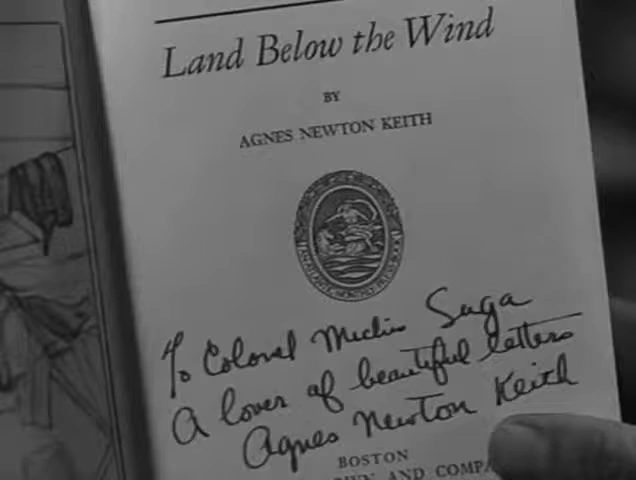 Land Below the Wind
BY
AGNES NEWTON KEITH
To Colonel Michio Suga
A lover of beautiful letters
Agnes Newton Keith
BOSTON
AND